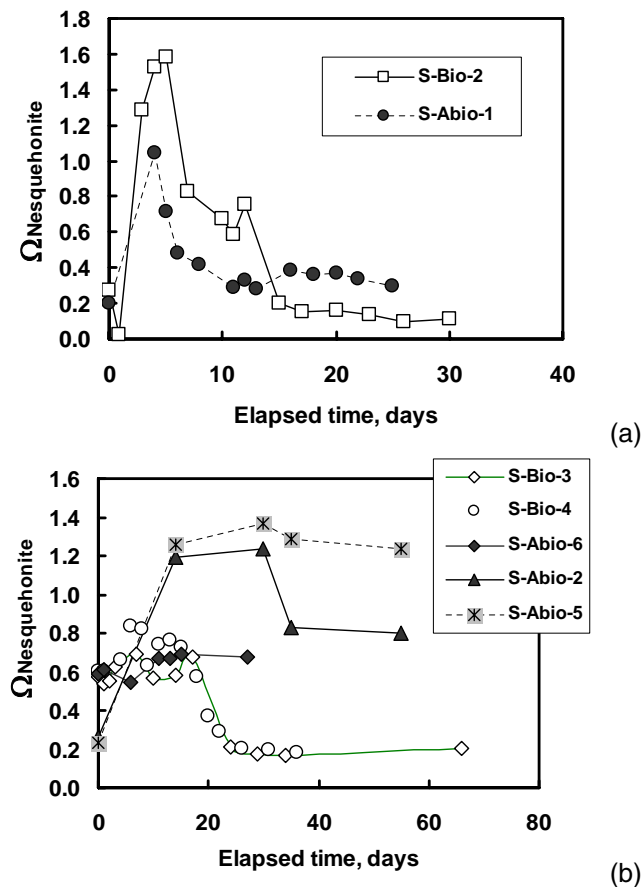 1.8
1.6
1.4
1.2
1.0
0.8
0.6
0.4
0.2
0.0
ΩNesquehonite
S-Bio-2
S-Abio-1
0 10 20 30 40
Elapsed time, days
(a)
1.6
1.4
1.2
1.0
0.8
0.6
0.4
0.2
0.0
ΩNesquehonite
S-Bio-3
S-Bio-4
S-Abio-6
S-Abio-2
S-Abio-5
0 20 40 60 80
Elapsed time, days
(b)